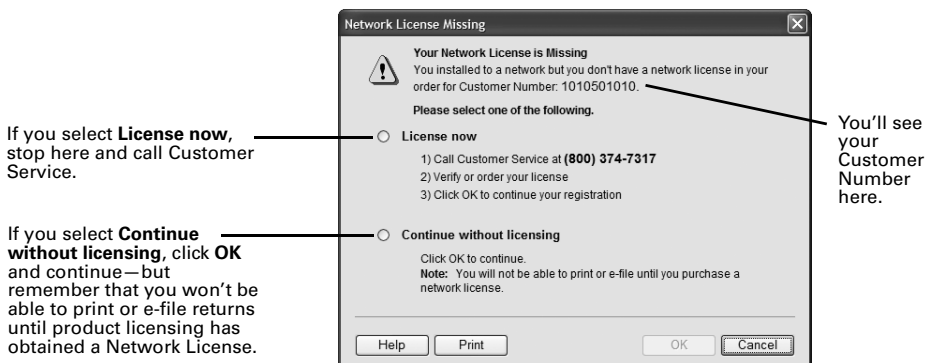 Network License Missing
Your Network License is Missing
You installed to a network but you don't have a network license in your
order for Customer Number: 1010501010.
Please select one of the following.
If you select License now,
stop here and call Customer
Service.
License now
1) Call Customer Service at (800) 374-7317
2) Verify or order your license
3) Click OK to continue your registration
You'll see
your
Customer
Number
here.
If you select Continue
without licensing, click OK
and continue—but
remember that you won't be
able to print or e-file returns
until product licensing has
obtained a Network License.
Continue without licensing
Click OK to continue.
Note: You will not be able to print or e-file until you purchase a
network license.
Help
Print
OK
Cancel